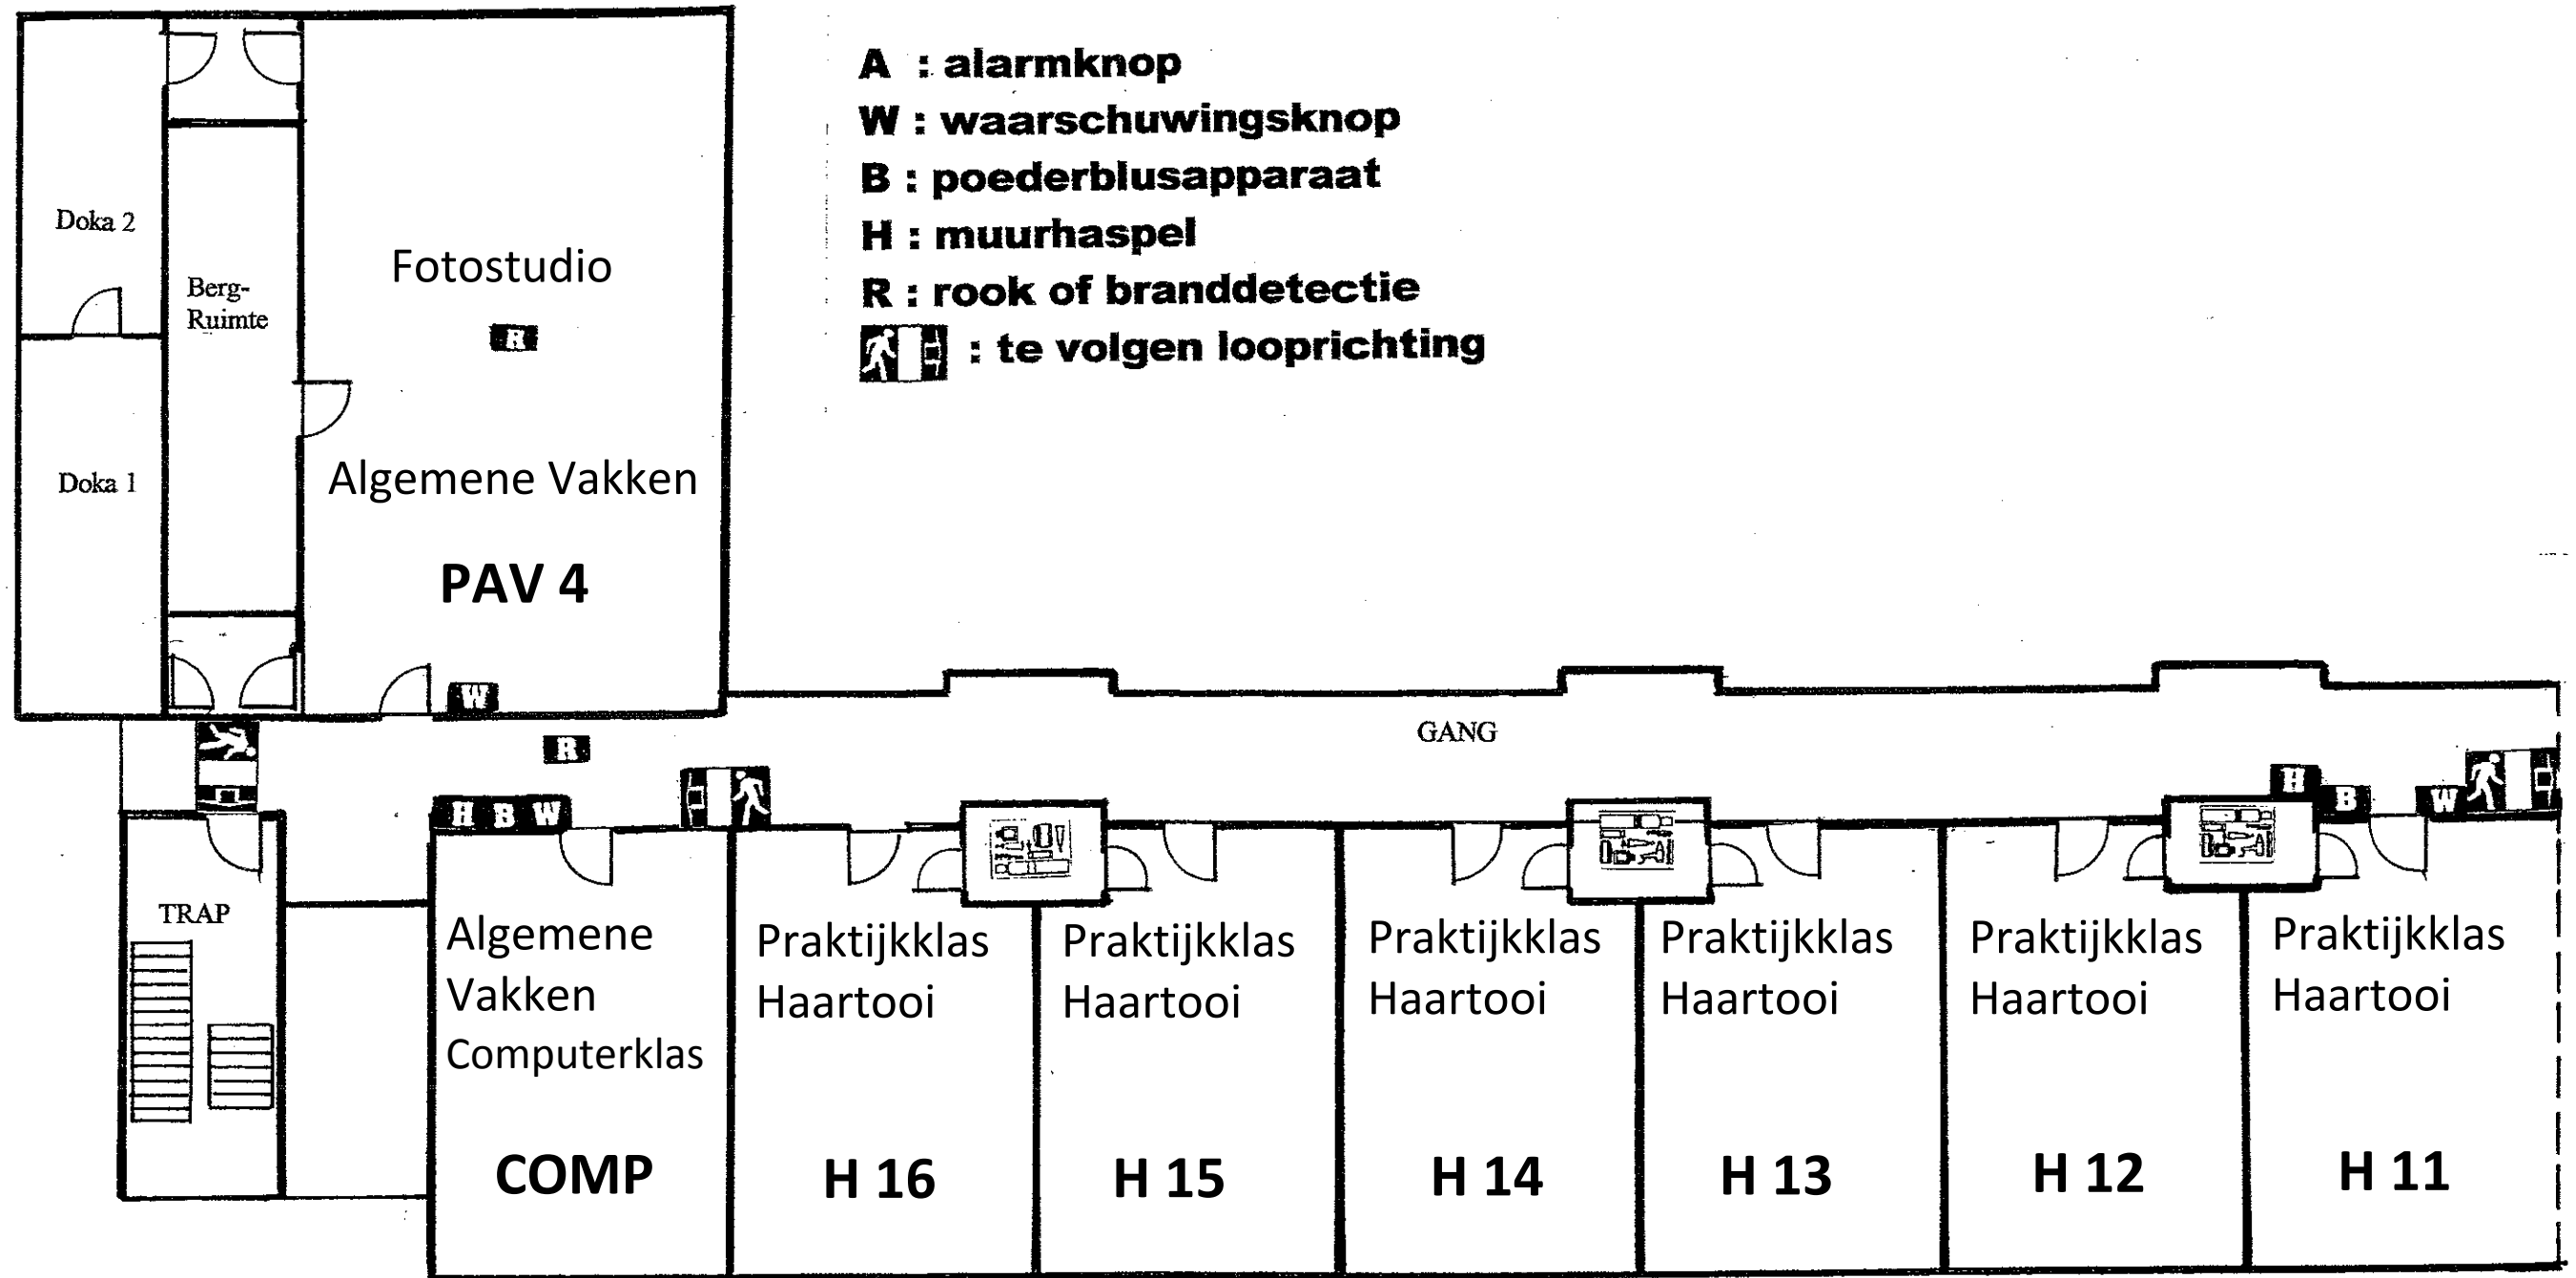 A : alarmknop
W : waarschuwingsknop
B : poederblusapparaat
H : muurhaspel
R : rook of branddetectie
: te volgen looprichting
Doka 2
Berg-
Ruimte
Fotostudio
R
Doka 1
Algemene Vakken
PAV 4
W
GANG
R
H B W
H
B
W
TRAP
Algemene
Vakken
Computerklas
COMP
Praktijkklas
Haartooi
H 16
Praktijkklas
Haartooi
H 15
Praktijkklas
Haartooi
H 14
Praktijkklas
Haartooi
H 13
Praktijkklas
Haartooi
H 12
Praktijkklas
Haartooi
H 11